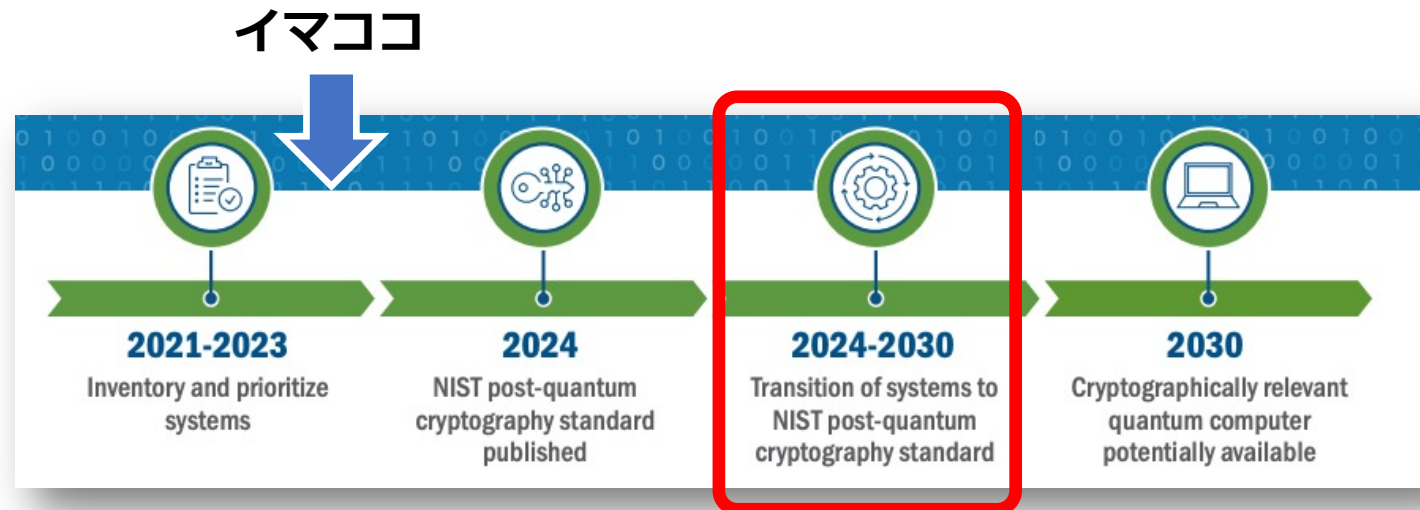 イマココ
2021-2023
Inventory and prioritize
systems
2024
NIST post-quantum
cryptography standard
published
2024-2030
Transition of systems to
NIST post-quantum
cryptography standard
2030
Cryptographically relevant
quantum computer
potentially available